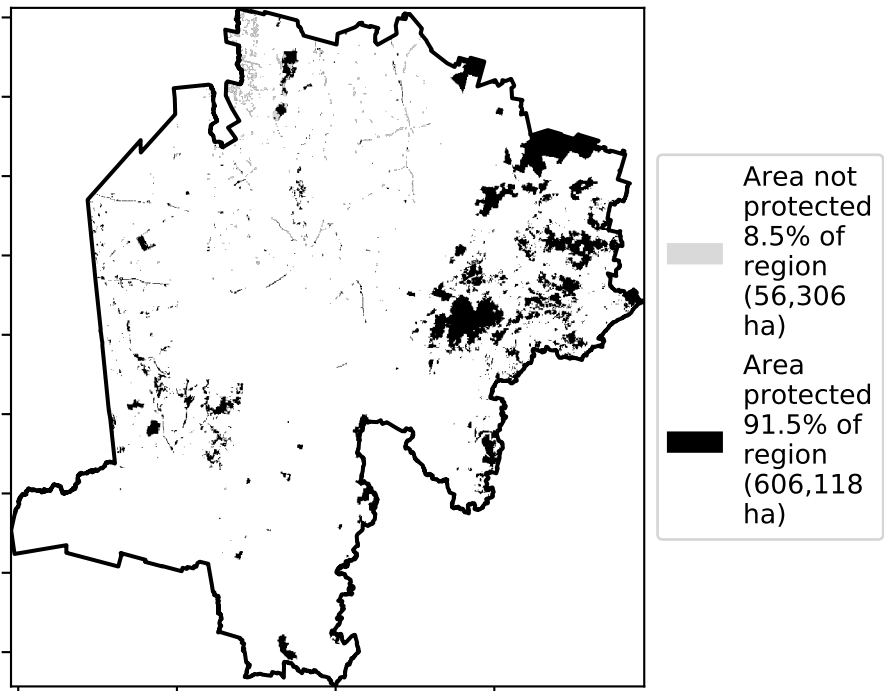 Area not
protected
8.5% of
region
(56,306
ha)
Area
protected
91.5% of
region
(606,118
ha)